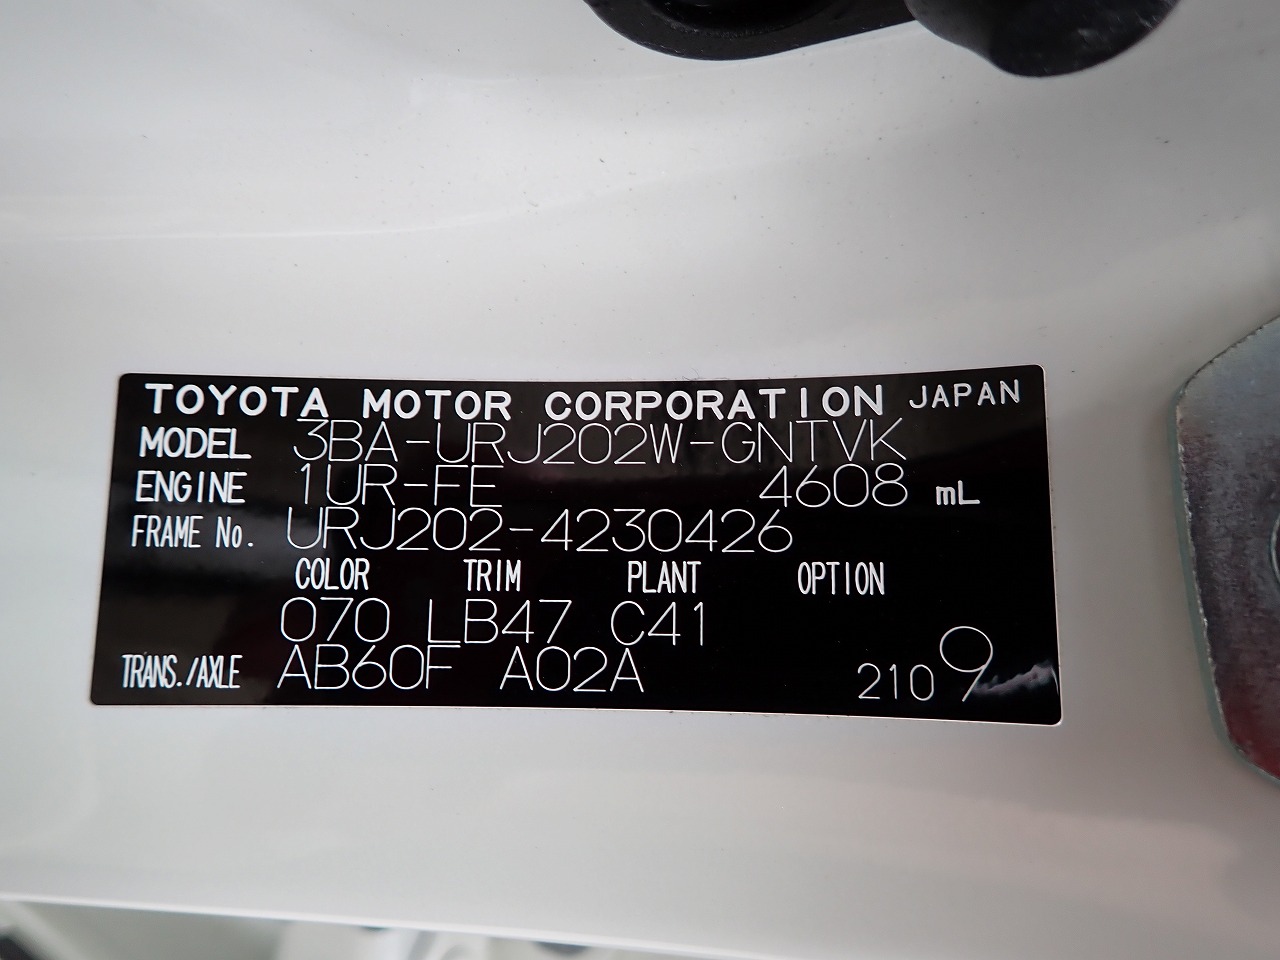 TOYOTA MOTOR CORPORATION JAPAN
MODEL 3BA-URJ202W-GNTVK
ENGINE 1UR-FE 4608 mL
FRAME No. URJ202-4230426
COLOR TRIM PLANT OPTION
070 LB47 C41
TRANS./AXLE AB60F A02A 2109